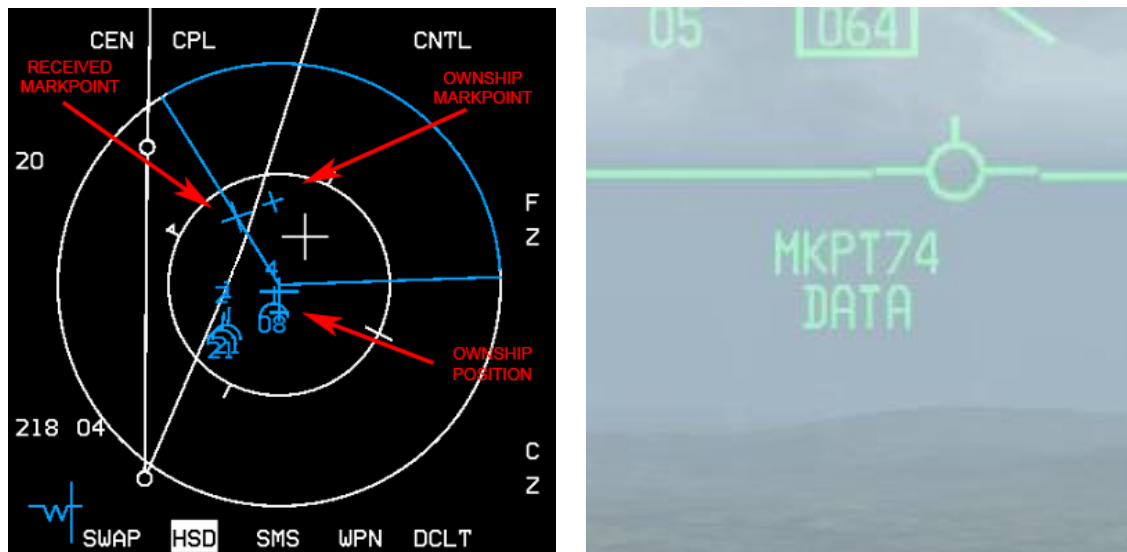 CEN CPL CNTL
RECEIVED
MARKPOINT
OWNSHIP
MARKPOINT
20
F
Z
4
2
08
21
OWNSHIP
POSITION
218 04
C
Z
SWAP HSD SMS WPN DCLT
05 064
MKPT74
DATA